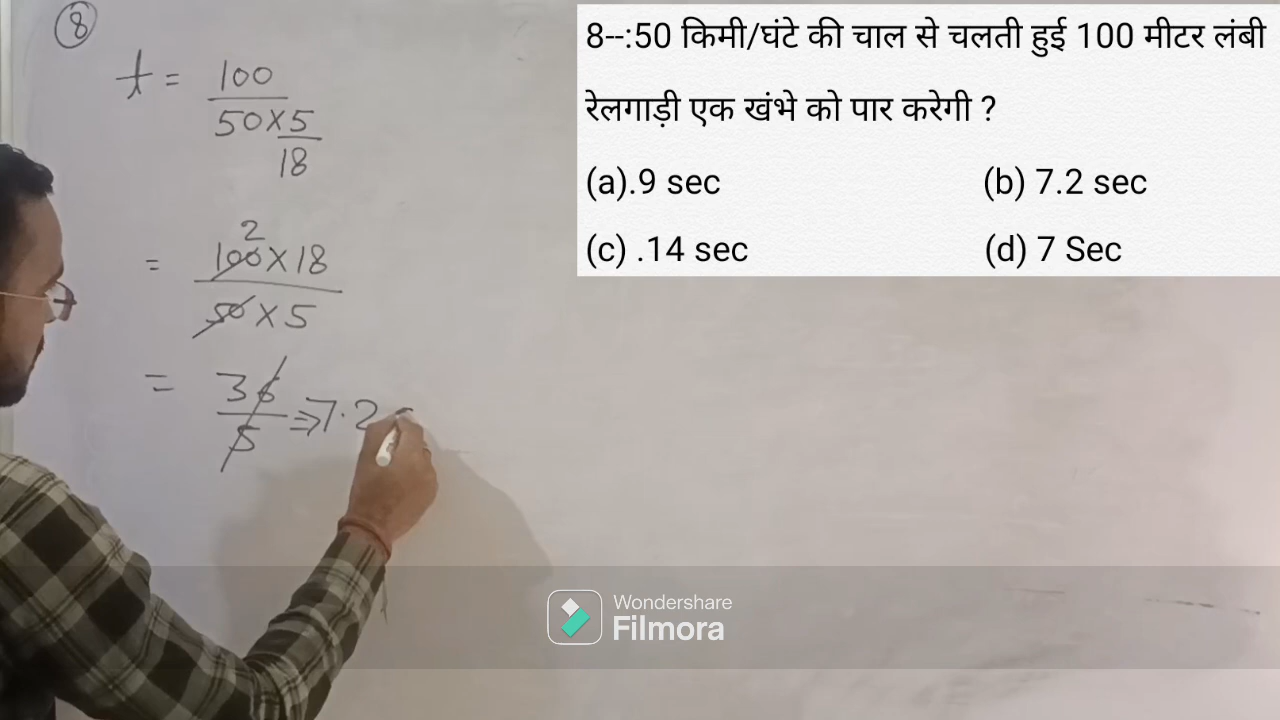 8--:50 किमी/घंटे की चाल से चलती हुई 100 मीटर लंबी
रेलगाड़ी एक खंभे को पार करेगी ?
(a).9 sec (b) 7.2 sec
(c) .14 sec (d) 7 Sec
8
t = 100
50 × 5
18
2
= 100 × 18
50 × 5
= 36
5 ⇒ 7.2
Wondershare
Filmora